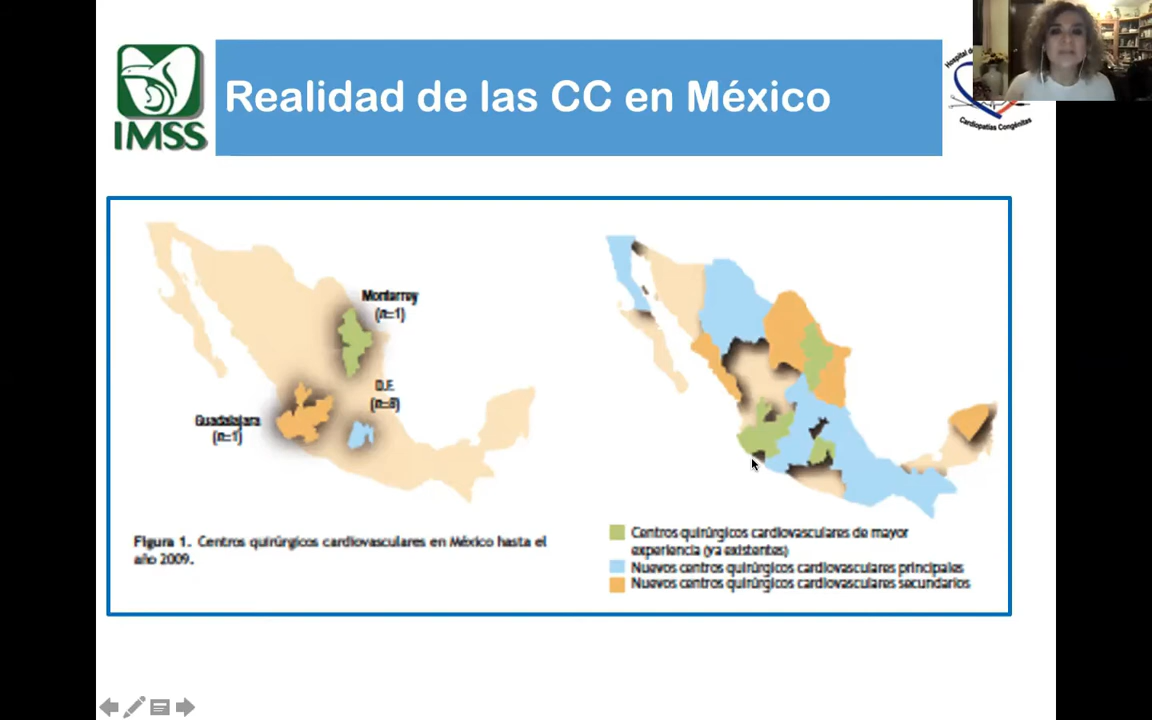 IMSS
Realidad de las CC en México
Hospital de
Cardiopatías Congénitas
Monterrey
(n=1)
D.F.
(n=8)
Guadalajara
(n=1)
Figura 1. Centros quirúrgicos cardiovasculares en México hasta el
año 2009.
Centros quirúrgicos cardiovasculares de mayor
experiencia (ya existentes)
Nuevos centros quirúrgicos cardiovasculares principales
Nuevos centros quirúrgicos cardiovasculares secundarios